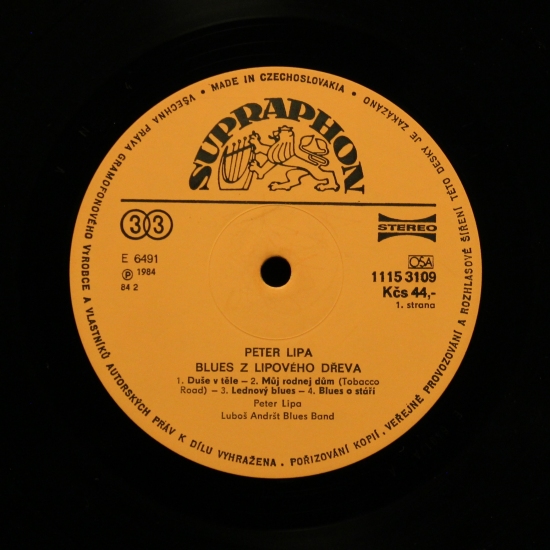 VŠECHNA PRÁVA GRAMOFONOVÉHO VÝROBCE A VLASTNÍKŮ AUTORSKÝCH PRÁV K DÍLU VYHRAŽENA. POŘIZOVÁNÍ KOPIÍ, VEŘEJNÉ PROVOZOVÁNÍ A ROZHLASOVÉ ŠÍŘENÍ TÉTO DESKY JE ZAKÁZÁNO
• MADE IN CZECHOSLOVAKIA •
SUPRAPHON
33
STEREO
E 6491
OSA
℗ 1984
1115 3109
84 2
Kčs 44,-
1. strana
PETER LIPA
BLUES Z LIPOVÉHO DŘEVA
1. Duše v těle – 2. Můj rodnej dům (Tobacco
Road) – 3. Lednový blues – 4. Blues o stáří
Peter Lipa
Luboš Andršt Blues Band